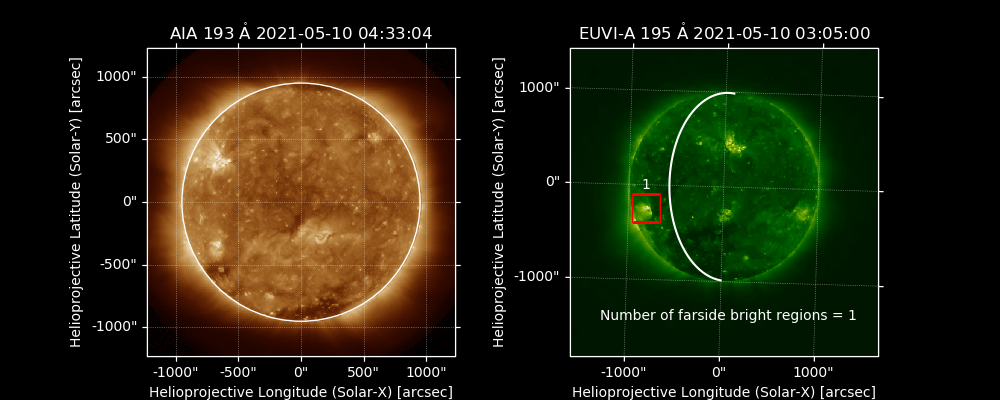 AIA 193 Å 2021-05-10 04:33:04
Helioprojective Latitude (Solar-Y) [arcsec]
1000"
500"
0"
-500"
-1000"
-1000"
-500"
0"
500"
1000"
Helioprojective Longitude (Solar-X) [arcsec]
EUVI-A 195 Å 2021-05-10 03:05:00
Helioprojective Latitude (Solar-Y) [arcsec]
1000"
0"
-1000"
1
Number of farside bright regions = 1
-1000"
0"
1000"
Helioprojective Longitude (Solar-X) [arcsec]